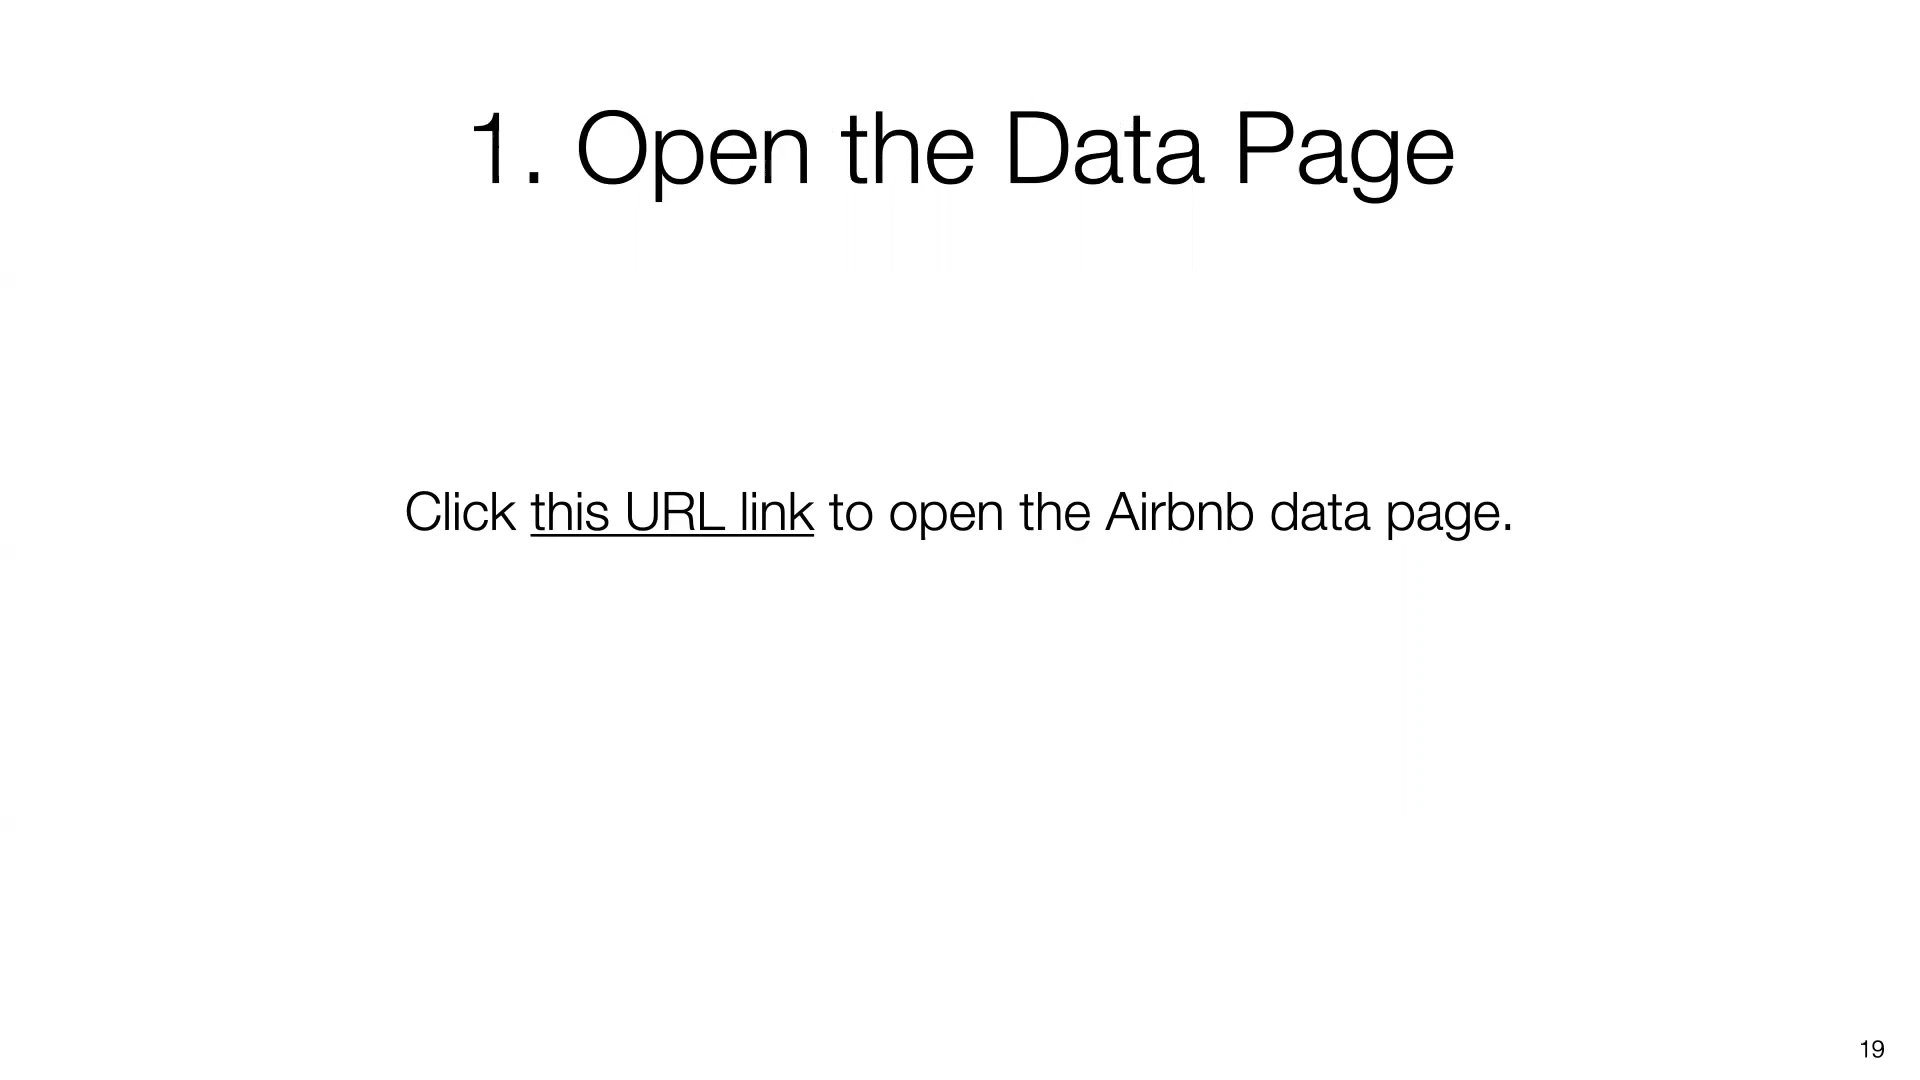 1. Open the Data Page
Click this URL link to open the Airbnb data page.
19